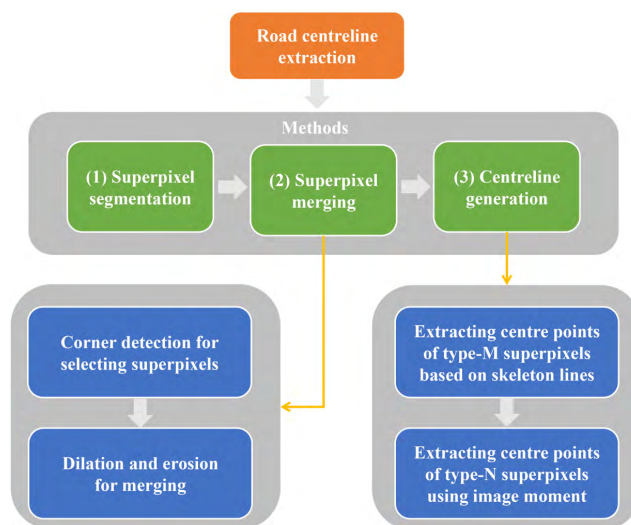 Road centreline
extraction
Methods
(1) Superpixel
segmentation
(2) Superpixel
merging
(3) Centreline
generation
Corner detection for
selecting superpixels
Dilation and erosion
for merging
Extracting centre points
of type-M superpixels
based on skeleton lines
Extracting centre points
of type-N superpixels
using image moment